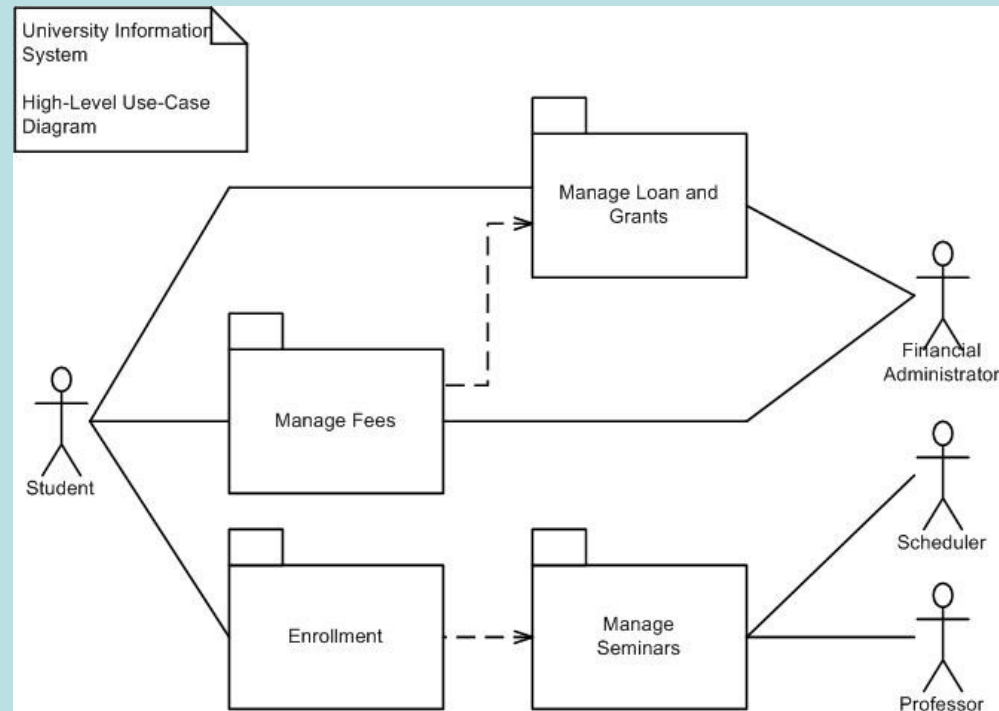 University Information
System
High-Level Use-Case
Diagram
Manage Loan and
Grants
Financial
Administrator
Manage Fees
Student
Scheduler
Enrollment
Manage
Seminars
Professor